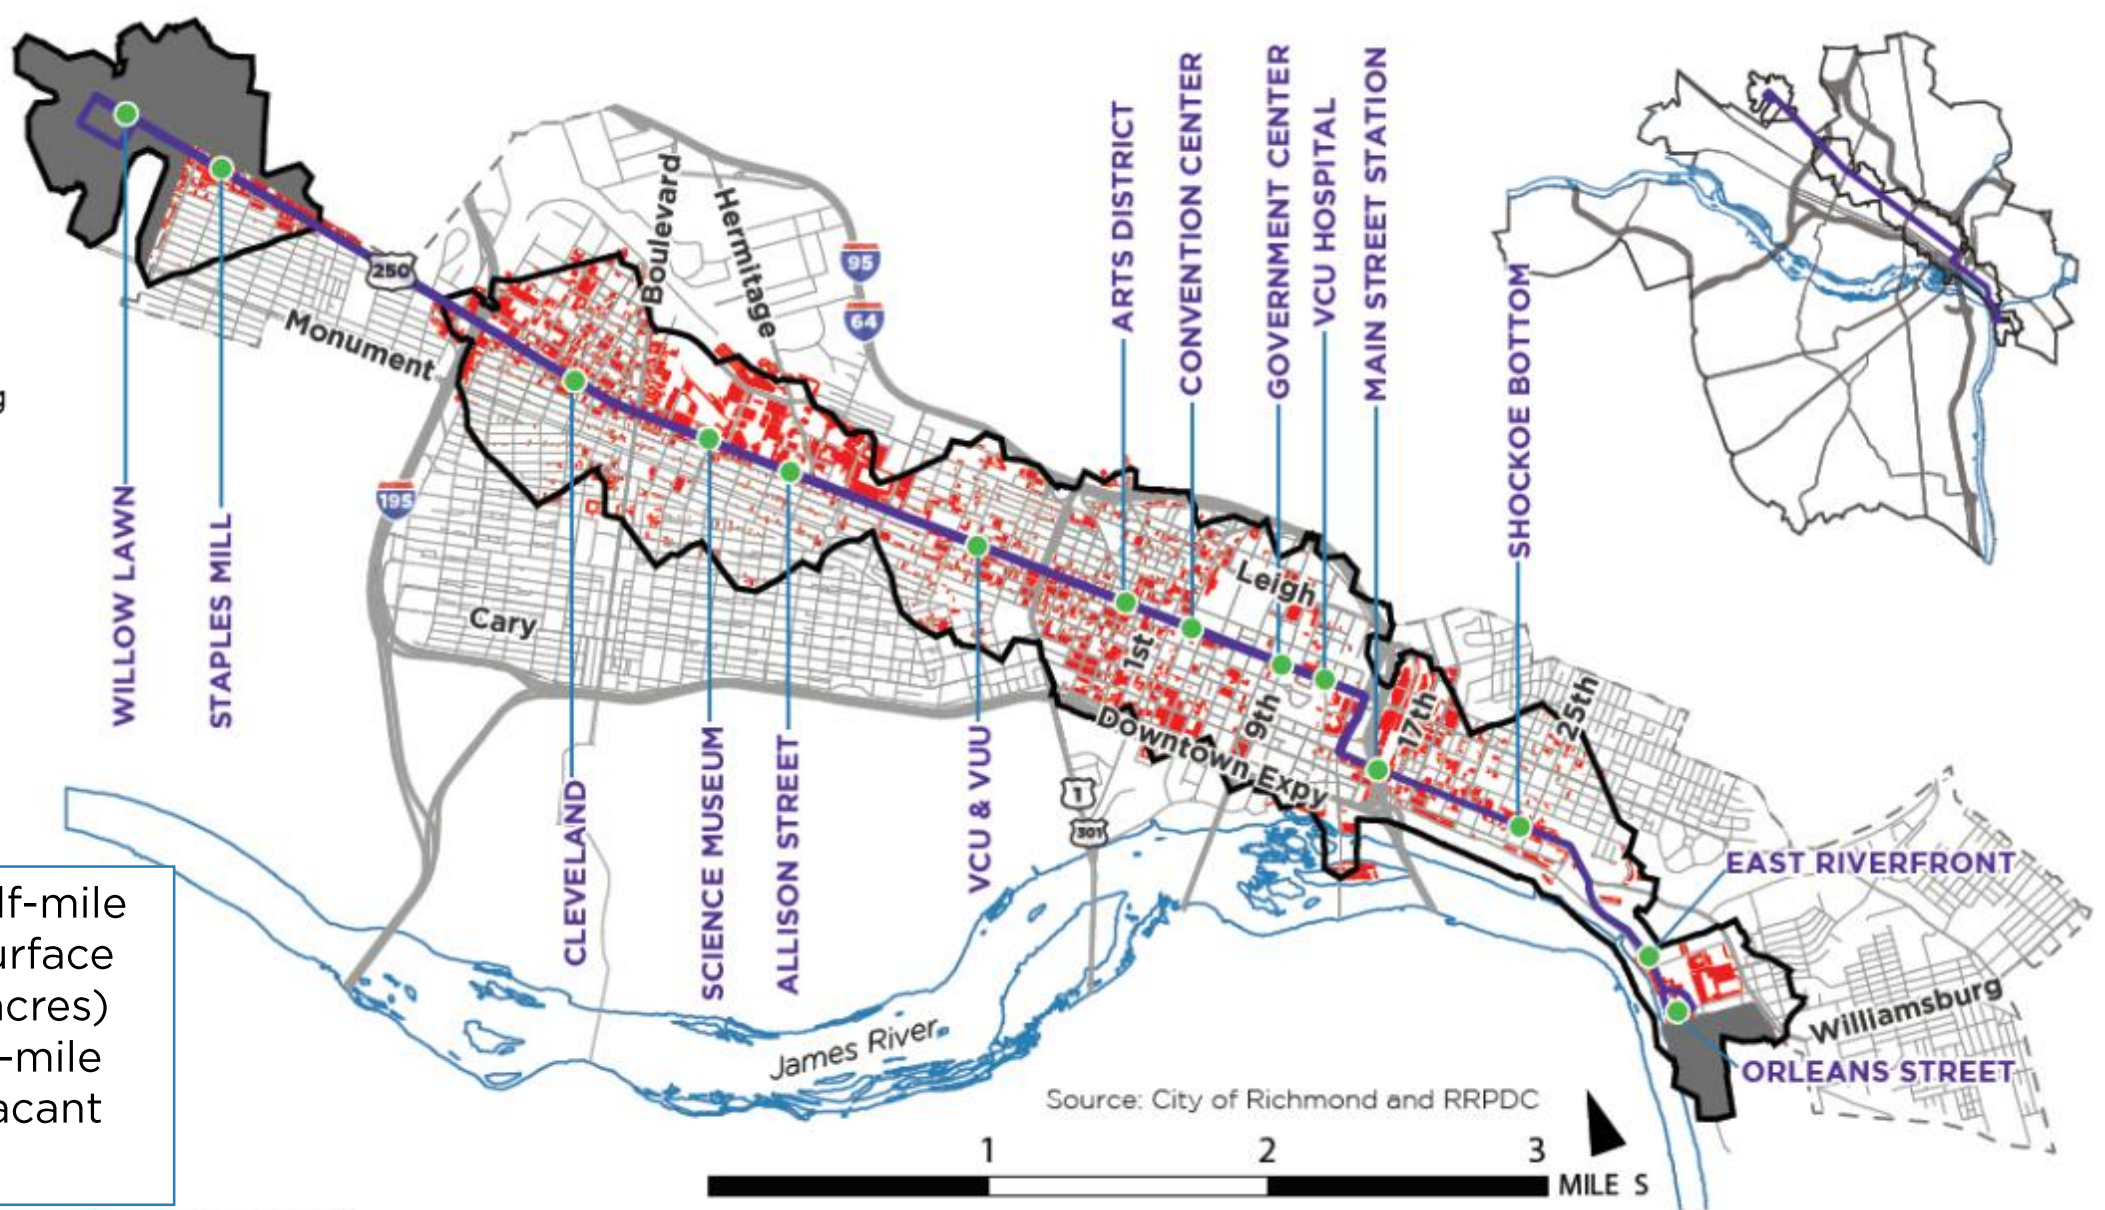 WILLOW LAWN
STAPLES MILL
250
Monument
195
Cary
Boulevard
Hermitage
95
64
CLEVELAND
SCIENCE MUSEUM
ALLISON STREET
VCU & VUU
ARTS DISTRICT
CONVENTION CENTER
GOVERNMENT CENTER
VCU HOSPITAL
MAIN STREET STATION
SHOCKOE BOTTOM
Leigh
1st
9th
17th
25th
Downtown Expy
1
301
EAST RIVERFRONT
Williamsburg
ORLEANS STREET
James River
g
lf-mile
urface
acres)
-mile
acant
Source: City of Richmond and RRPDC
1 2 3
MILE S